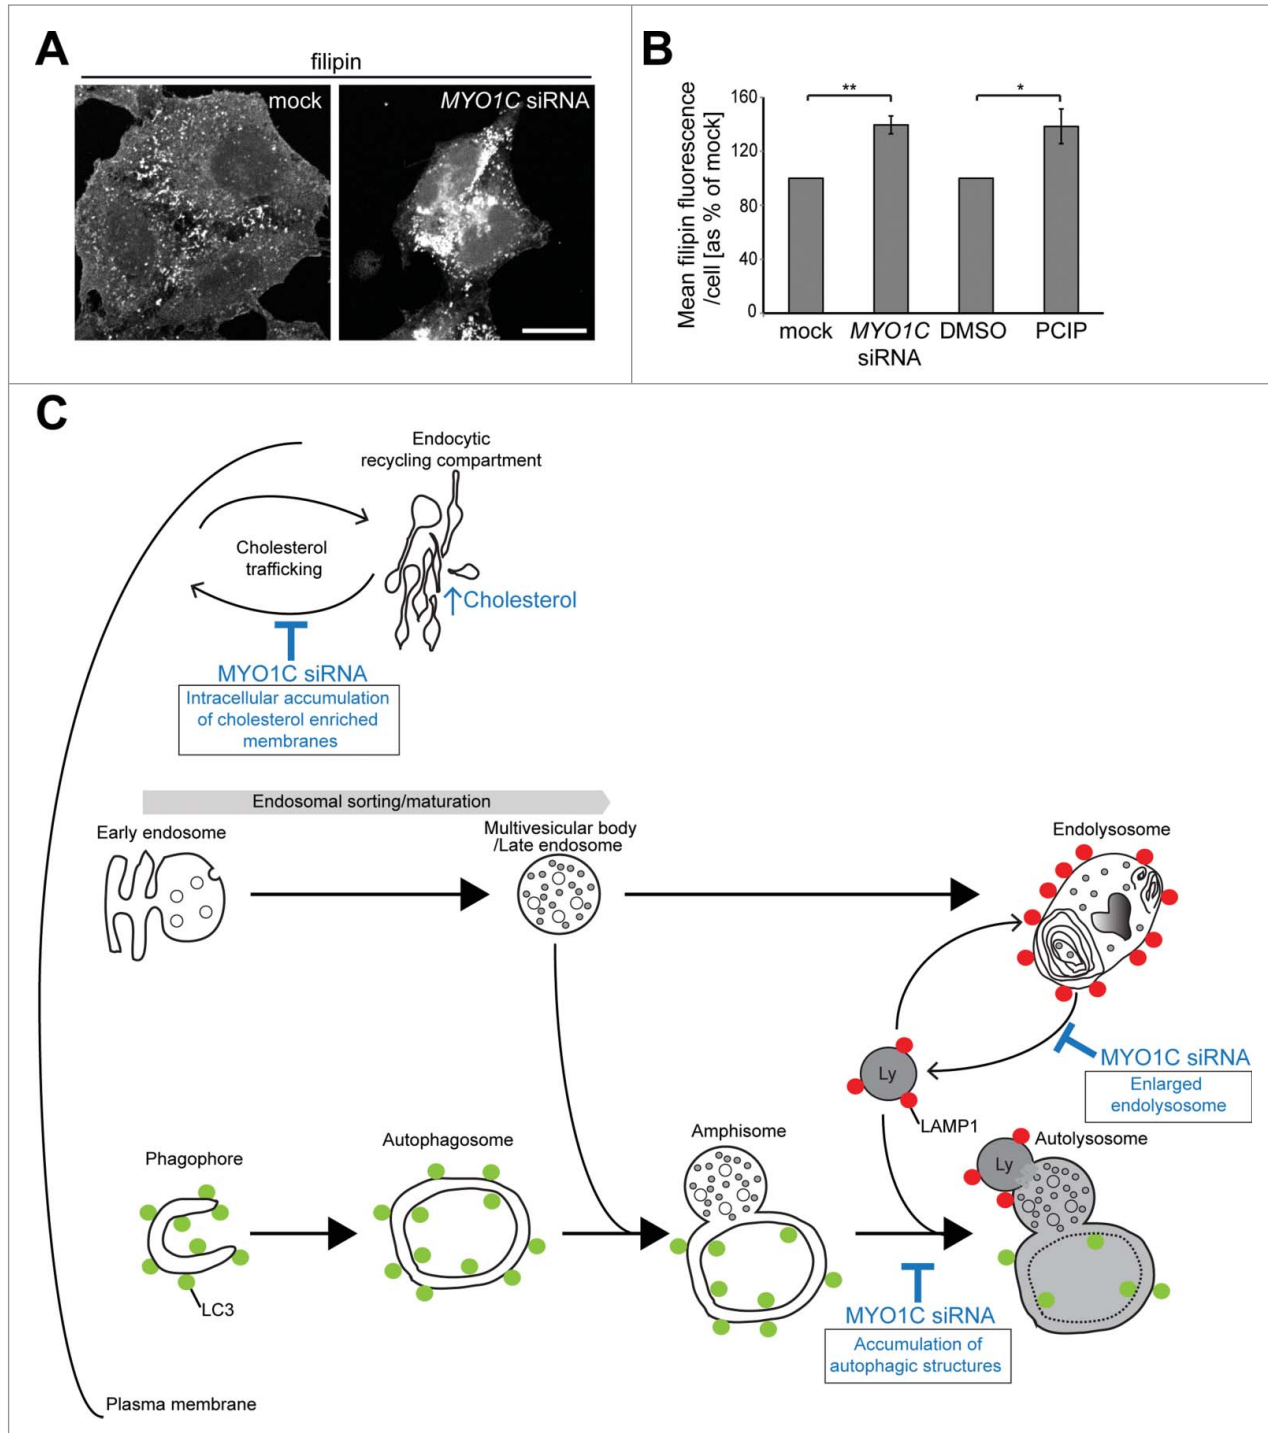 A
filipin
mock
MYO1C siRNA
B
Mean filipin fluorescence
/cell [as % of mock]
160
120
80
40
0
**
*
mock
MYO1C
siRNA
DMSO
PCIP
C
Endocytic
recycling compartment
Cholesterol
trafficking
↑Cholesterol
MYO1C siRNA
Intracellular accumulation
of cholesterol enriched
membranes
Endosomal sorting/maturation
Early endosome
Multivesicular body
/Late endosome
Endolysosome
MYO1C siRNA
Enlarged
endolysosome
Ly
LAMP1
Phagophore
LC3
Autophagosome
Amphisome
Autolysosome
Ly
MYO1C siRNA
Accumulation of
autophagic structures
Plasma membrane